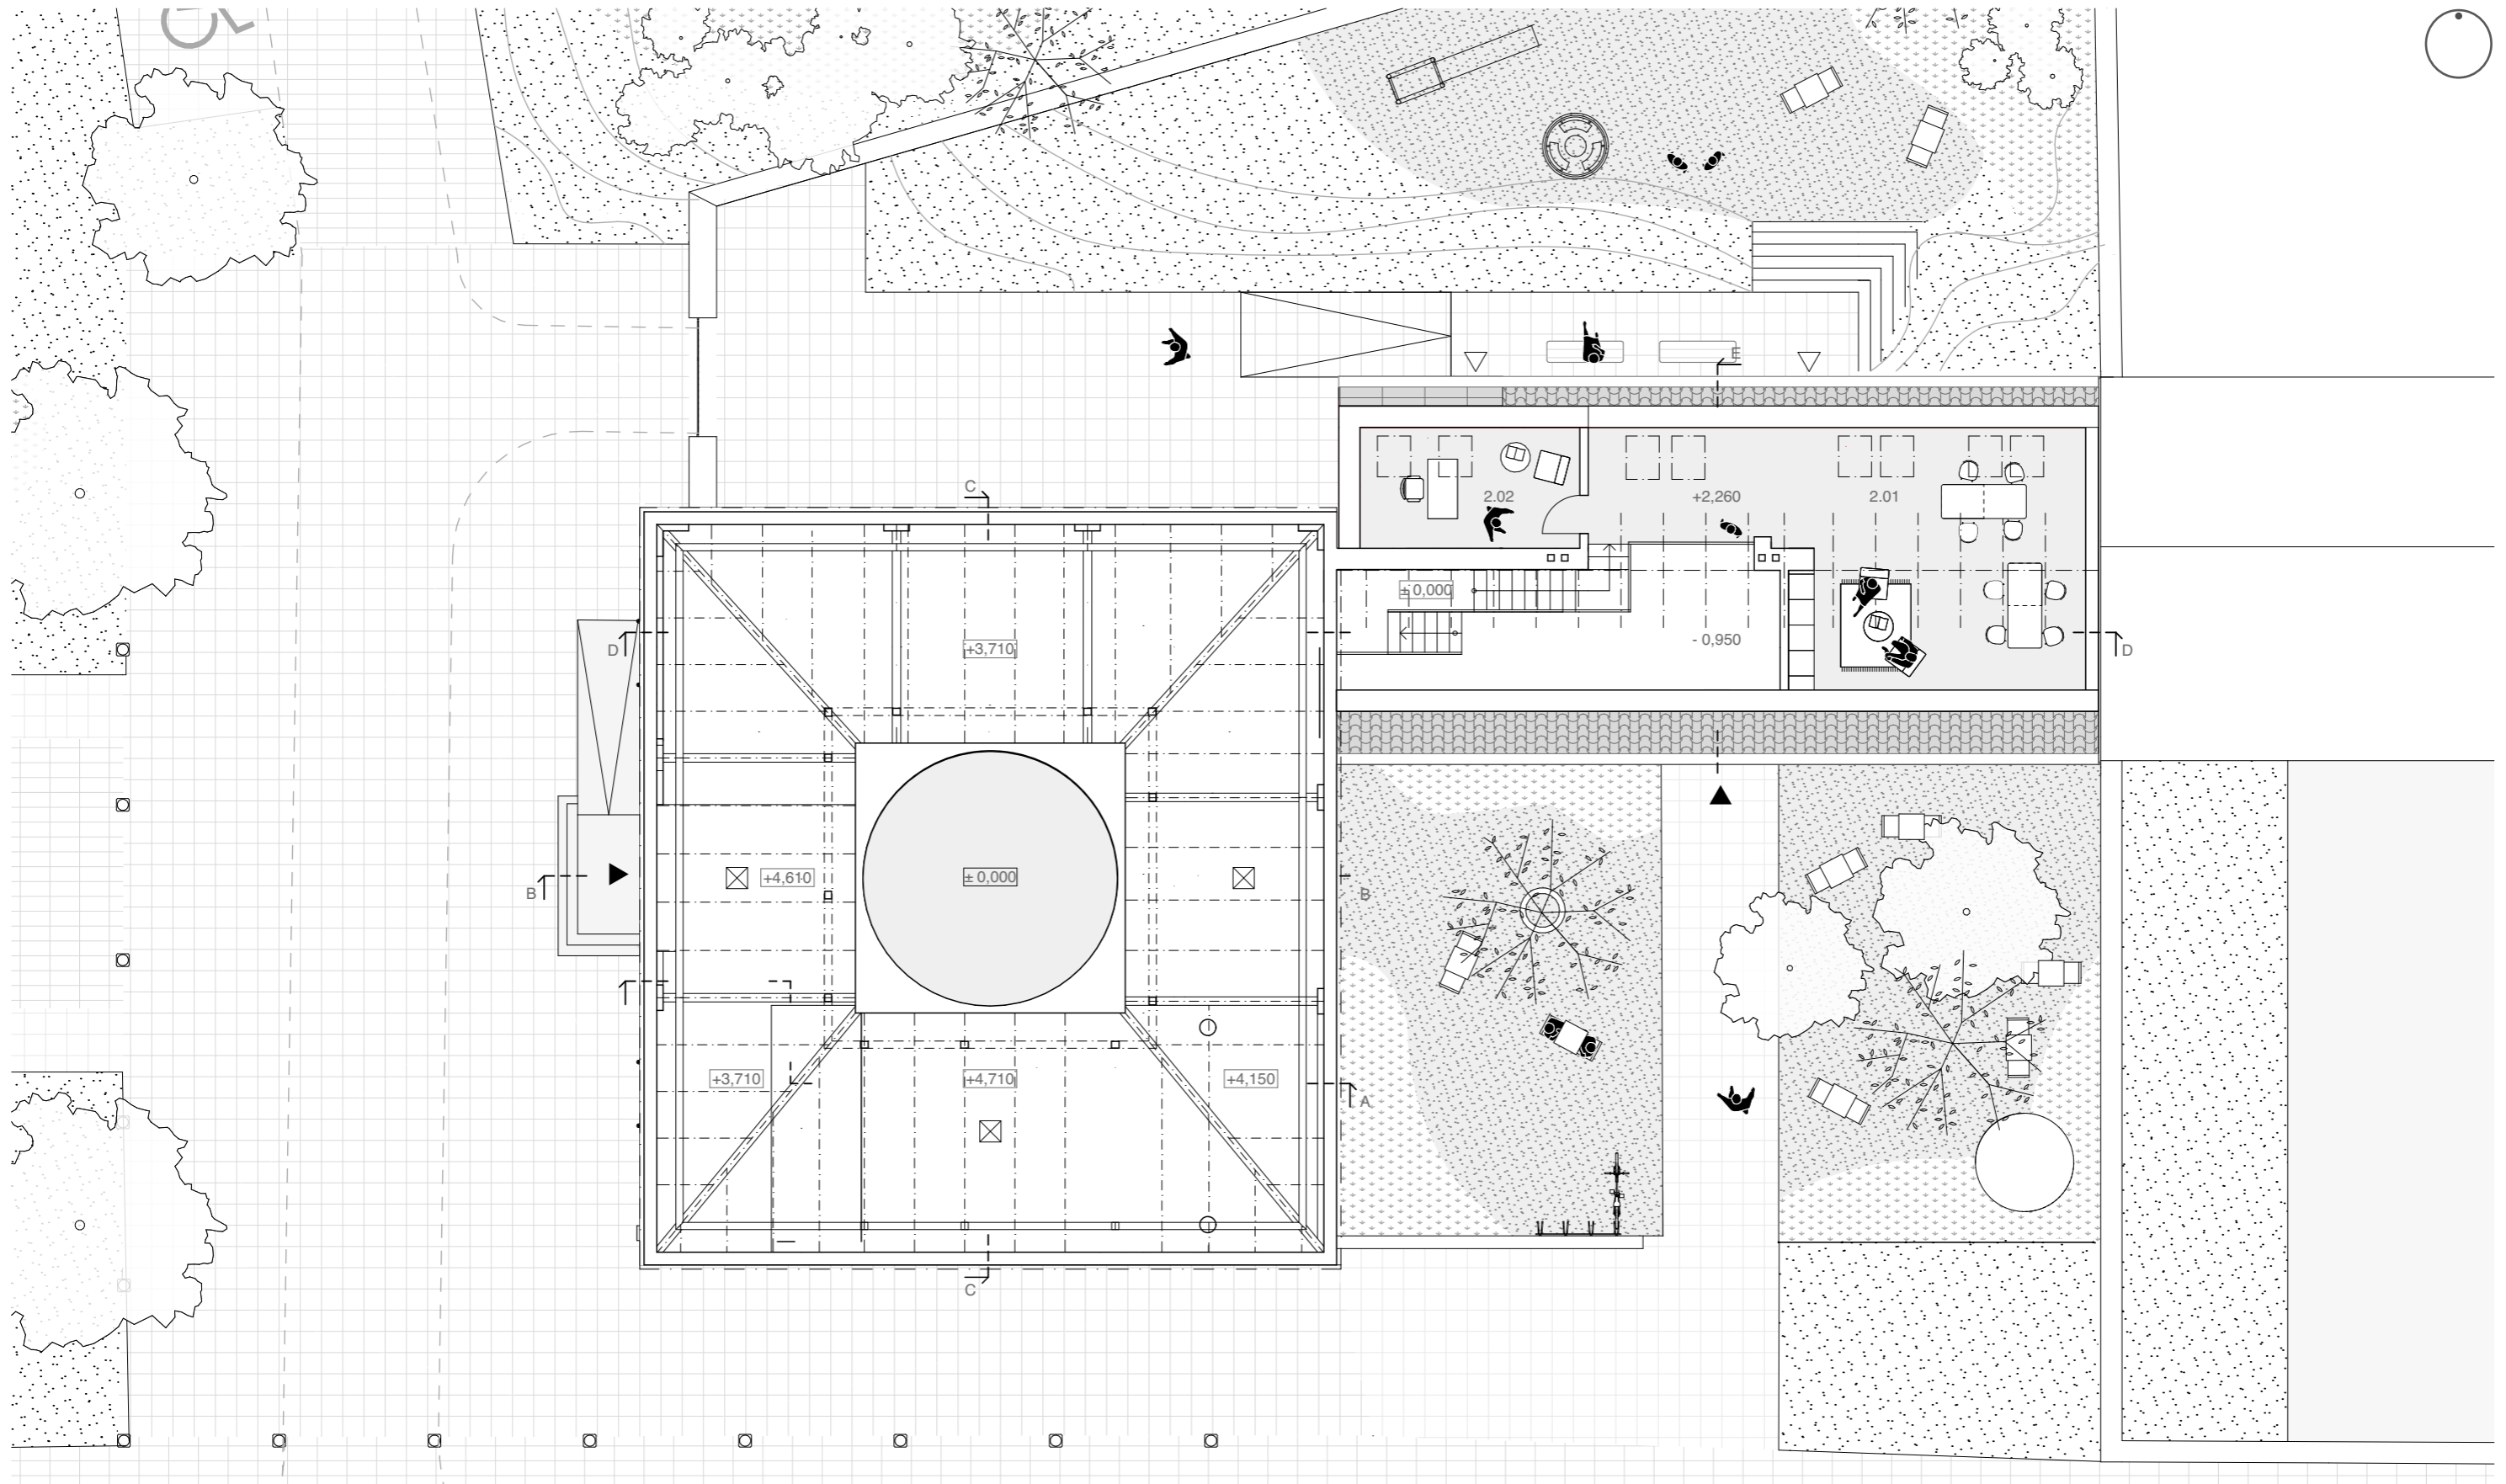 E
C
2.02
+2,260
2.01
± 0,000
D
+3,710
- 0,950
D
B
+4,610
± 0,000
B
+3,710
+4,710
+4,150
A
C